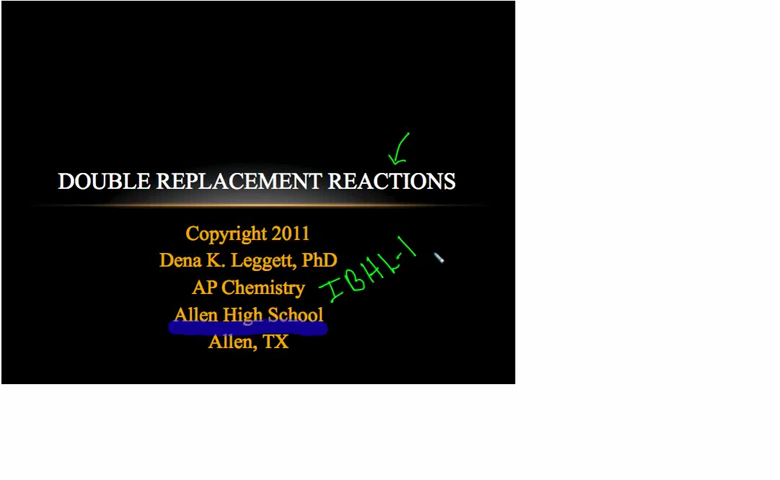 DOUBLE REPLACEMENT REACTIONS
Copyright 2011
Dena K. Leggett, PhD
AP Chemistry
IBHL-1
Allen High School
Allen, TX